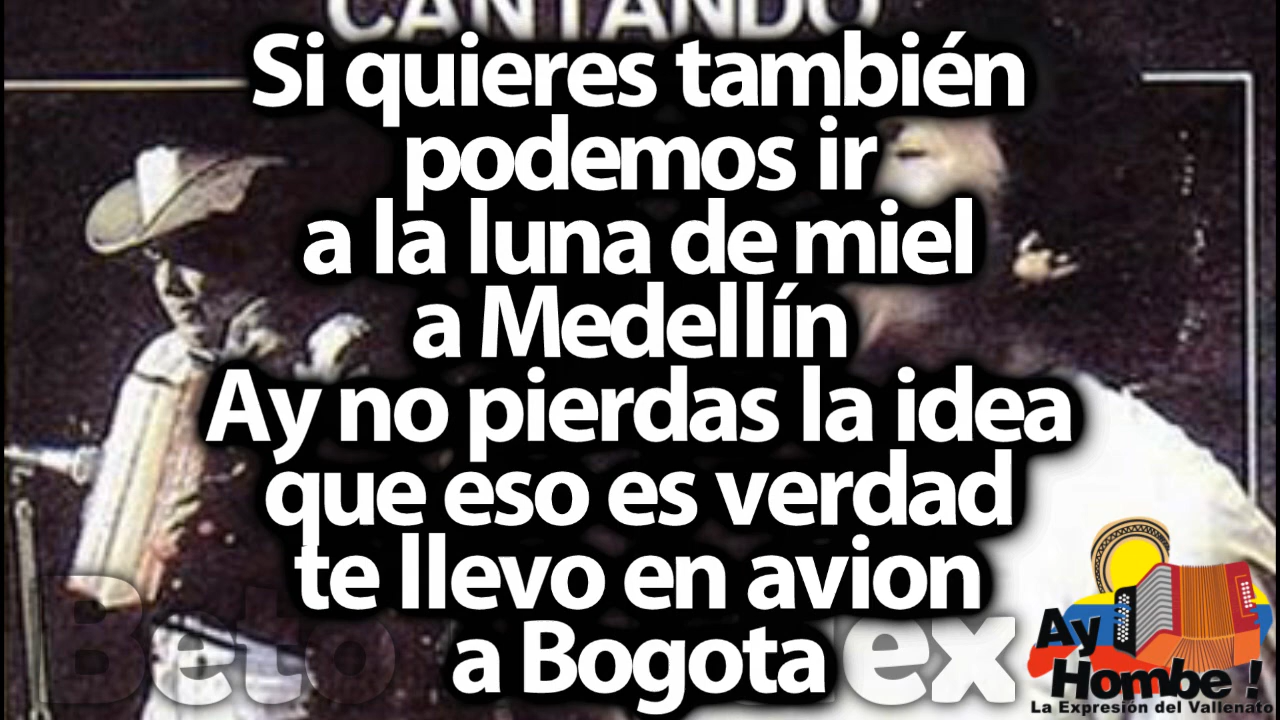 CANTANDO
Si quieres también
podemos ir
a la luna de miel
a Medellín
Ay no pierdas la idea
que eso es verdad
te llevo en avion
a Bogota
Beto
Ay
Hombe !
La Expresión del Vallenato